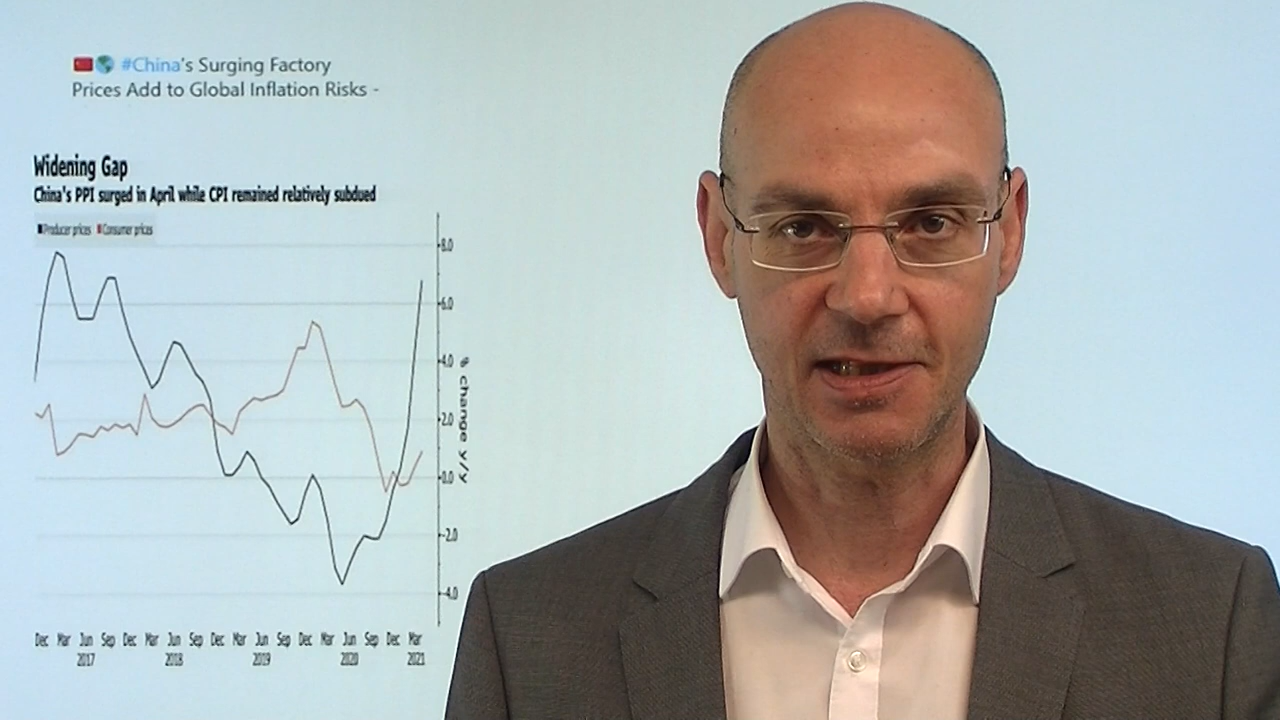 #China's Surging Factory
Prices Add to Global Inflation Risks -
Widening Gap
China's PPI surged in April while CPI remained relatively subdued
Producer prices Consumer prices
8.0
6.0
4.0
2.0
0.0
-2.0
-4.0
% change y/y
Dec Mar Jun Sep Dec Mar Jun Sep Dec Mar Jun Sep Dec Mar Jun Sep Dec Mar
2017 2018 2019 2020 2021